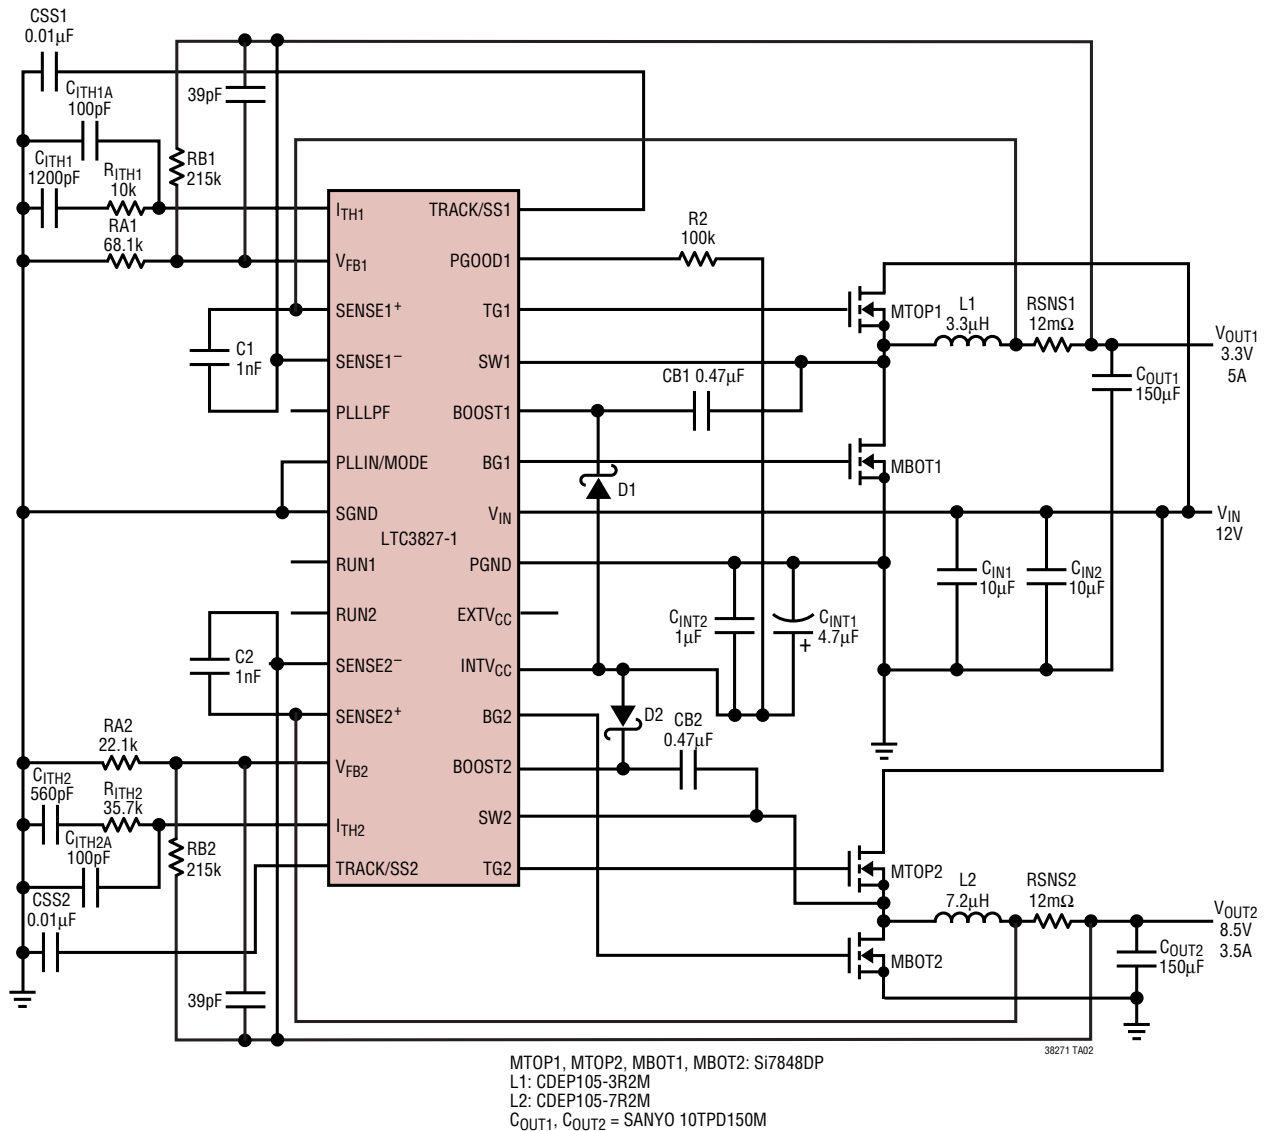 CSS1
0.01µF
CITH1A
100pF
39pF
CITH1
1200pF
RITH1
10k
RB1
215k
RA1
68.1k
C1
1nF
ITH1
VFB1
SENSE1+
SENSE1–
PLLLPF
PLLIN/MODE
SGND
RUN1
RUN2
SENSE2–
SENSE2+
VFB2
ITH2
TRACK/SS2
LTC3827-1
TRACK/SS1
PGOOD1
TG1
SW1
BOOST1
BG1
VIN
PGND
EXTVCC
INTVCC
BG2
BOOST2
SW2
TG2
R2
100k
MTOP1
L1
3.3µH
RSNS1
12mΩ
VOUT1
3.3V
5A
COUT1
150µF
CB1 0.47µF
MBOT1
D1
VIN
12V
CIN1
10µF
CIN2
10µF
CINT2
1µF
CINT1
4.7µF
+
C2
1nF
D2
CB2
0.47µF
RA2
22.1k
CITH2
560pF
RITH2
35.7k
CITH2A
100pF
RB2
215k
CSS2
0.01µF
39pF
MTOP2
L2
7.2µH
RSNS2
12mΩ
VOUT2
8.5V
3.5A
COUT2
150µF
MBOT2
38271 TA02
MTOP1, MTOP2, MBOT1, MBOT2: Si7848DP
L1: CDEP105-3R2M
L2: CDEP105-7R2M
COUT1, COUT2 = SANYO 10TPD150M